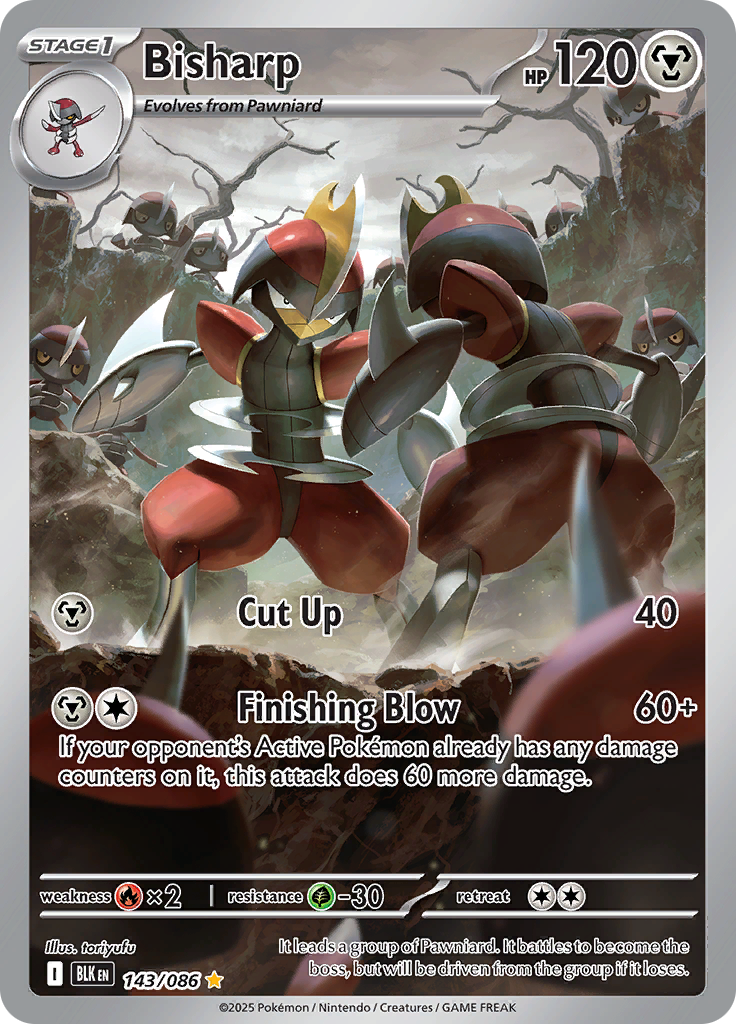 STAGE1
Bisharp
HP 120
Evolves from Pawniard
Cut Up 40
Finishing Blow 60+
If your opponent's Active Pokémon already has any damage
counters on it, this attack does 60 more damage.
weakness ×2 resistance -30 retreat
Illus. toriyufu
It leads a group of Pawniard. It battles to become the
boss, but will be driven from the group if it loses.
I BLK EN 143/086
©2025 Pokémon / Nintendo / Creatures / GAME FREAK